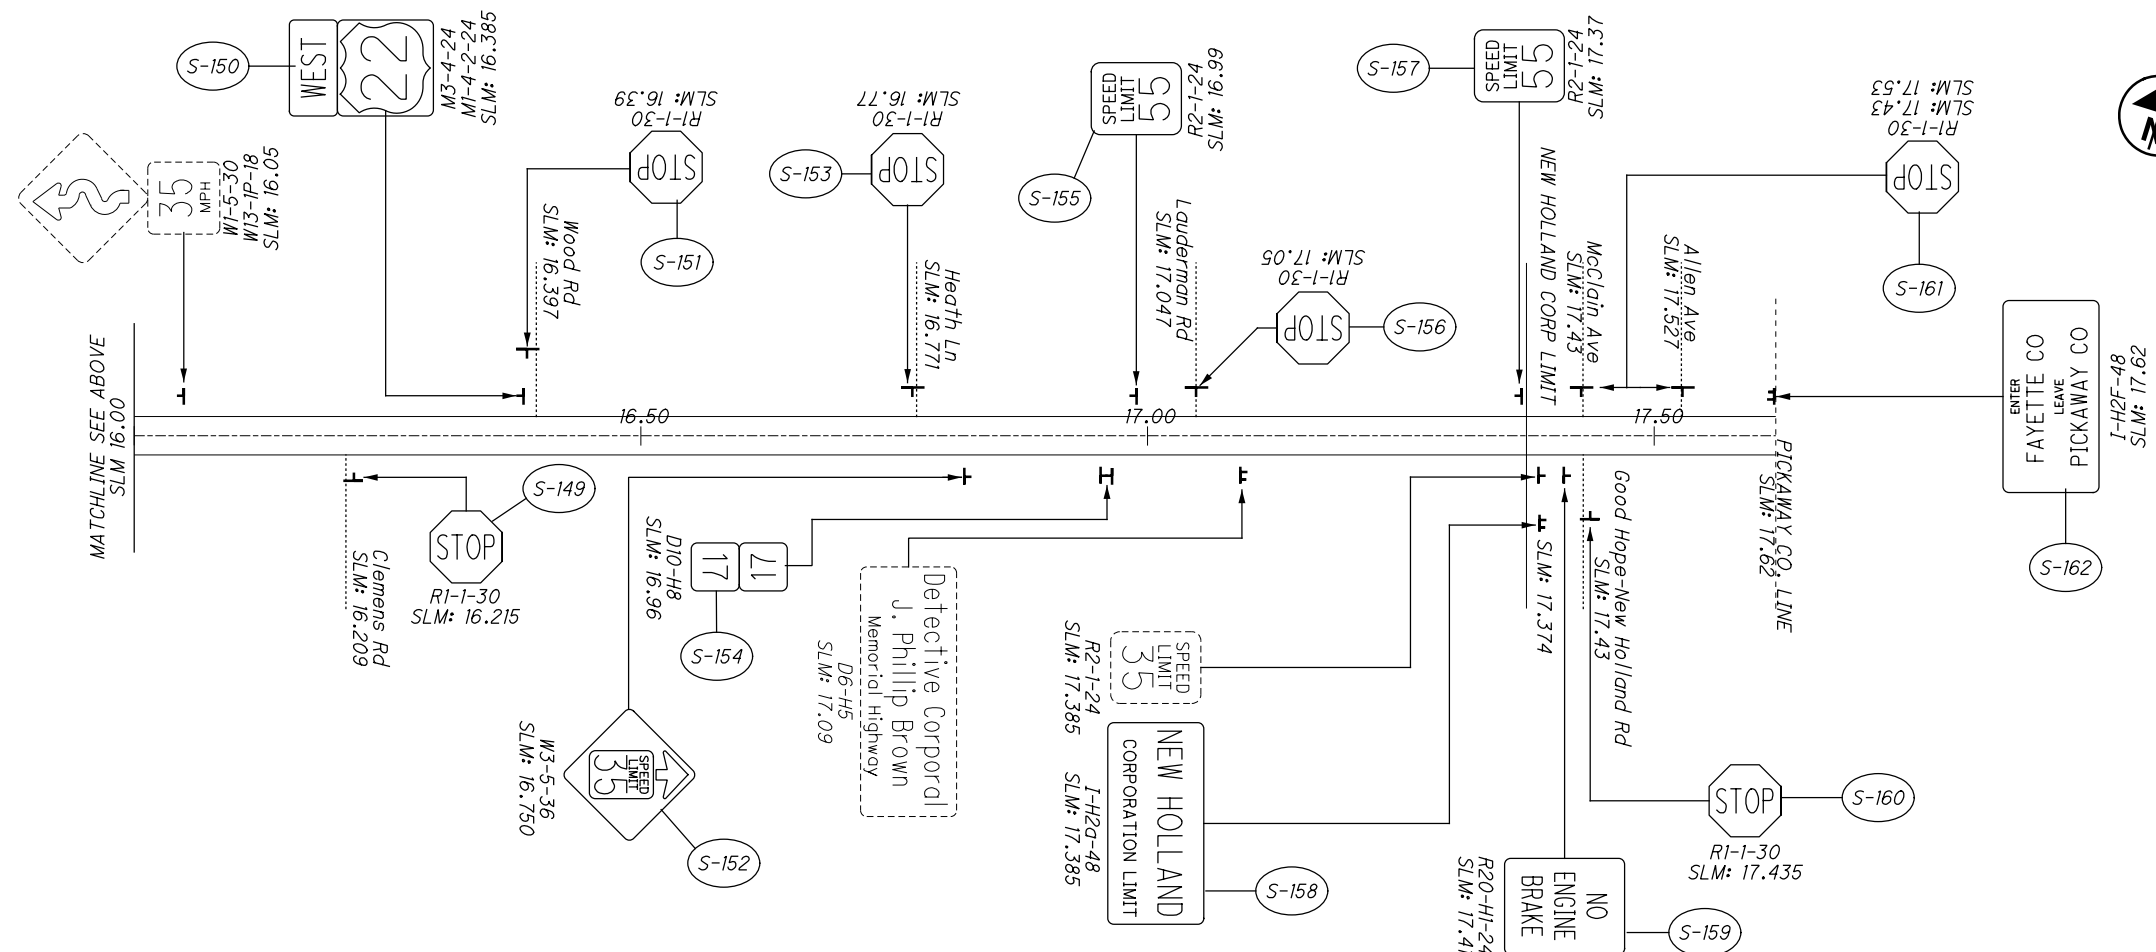 S-150
WEST
22
M3-4-24
M1-4-2-24
SLM: 16.385
35
MPH
W1-5-30
W13-1P-18
SLM: 16.05
STOP
R1-1-30
SLM: 16.39
S-151
Wood Rd
SLM: 16.397
S-153
STOP
R1-1-30
SLM: 16.77
Heath Ln
SLM: 16.771
SPEED
LIMIT
55
R2-1-24
SLM: 16.99
S-155
Lauderman Rd
SLM: 17.047
STOP
R1-1-30
SLM: 17.05
S-156
S-157
SPEED
LIMIT
55
R2-1-24
SLM: 17.37
NEW HOLLAND CORP LIMIT
McClain Ave
SLM: 17.43
Allen Ave
SLM: 17.527
STOP
R1-1-30
SLM: 17.43
SLM: 17.53
S-161
ENTER
FAYETTE CO
LEAVE
PICKAWAY CO
I-H2F-48
SLM: 17.62
S-162
MATCHLINE SEE ABOVE
SLM 16.00
16.50
17.00
17.50
PICKAWAY CO. LINE
SLM: 17.62
Clemens Rd
SLM: 16.209
S-149
STOP
R1-1-30
SLM: 16.215
D10-H8
SLM: 16.96
17
17
S-154
SPEED
LIMIT
35
W3-5-36
SLM: 16.750
S-152
Detective Corporal
J. Phillip Brown
Memorial Highway
D6-H5
SLM: 17.09
SPEED
LIMIT
35
R2-1-24
SLM: 17.385
NEW HOLLAND
CORPORATION LIMIT
I-H2a-48
SLM: 17.385
S-158
SLM: 17.374
Good Hope-New Holland Rd
SLM: 17.43
STOP
R1-1-30
SLM: 17.435
S-160
NO
ENGINE
BRAKE
R20-H1-24
SLM:
S-159